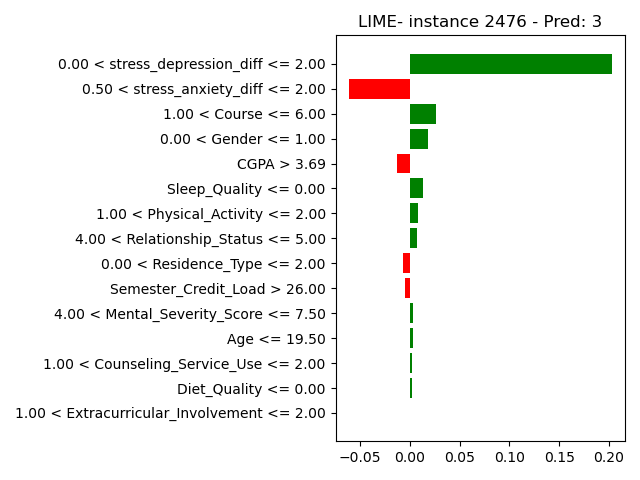 LIME- instance 2476 - Pred: 3
0.00 < stress_depression_diff <= 2.00
0.50 < stress_anxiety_diff <= 2.00
1.00 < Course <= 6.00
0.00 < Gender <= 1.00
CGPA > 3.69
Sleep_Quality <= 0.00
1.00 < Physical_Activity <= 2.00
4.00 < Relationship_Status <= 5.00
0.00 < Residence_Type <= 2.00
Semester_Credit_Load > 26.00
4.00 < Mental_Severity_Score <= 7.50
Age <= 19.50
1.00 < Counseling_Service_Use <= 2.00
Diet_Quality <= 0.00
1.00 < Extracurricular_Involvement <= 2.00
−0.05 0.00 0.05 0.10 0.15 0.20